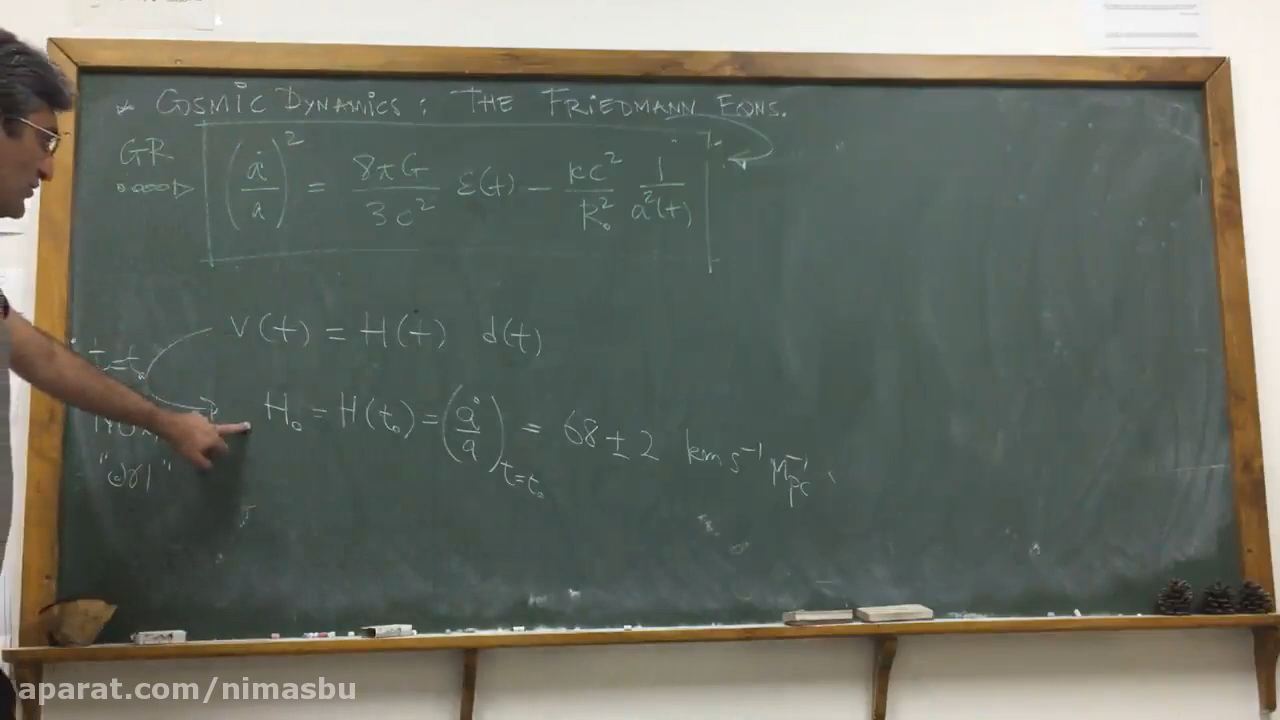 * COSMIC DYNAMICS : THE FRIEDMANN EQNS.
GR (ȧ/a)² = 8πG/3c² ε(t) − kc²/R₀² 1/a²(t)
V(t) = H(t) d(t)
t=t₀
H₀ = H(t₀) = (ȧ/a)t=t₀ = 68 ± 2 km s⁻¹ Mpc⁻¹
aparat.com/nimasbu